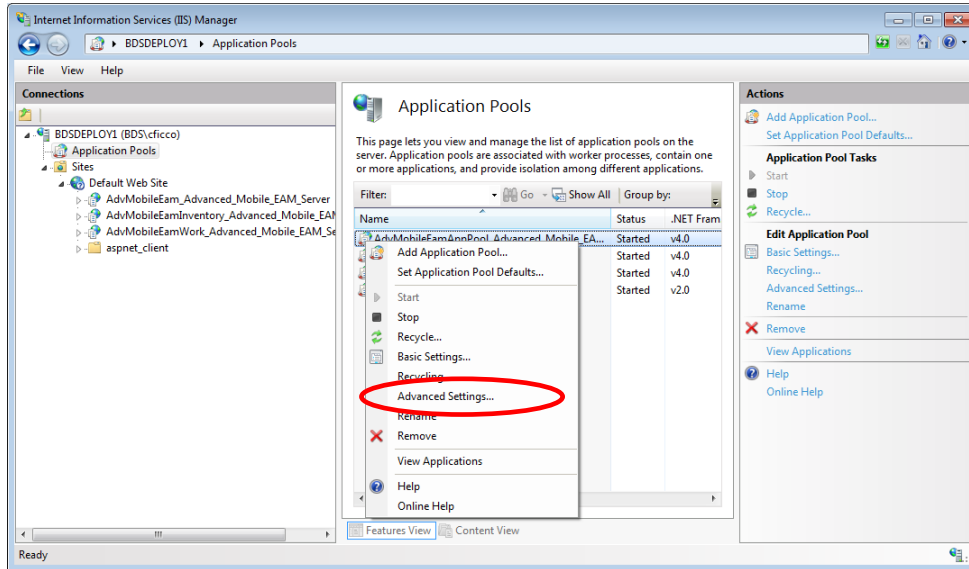 Internet Information Services (IIS) Manager
BDSDEPLOY1 Application Pools
File View Help
Connections
BDSDEPLOY1 (BDS\cficco)
Application Pools
Sites
Default Web Site
AdvMobileEam_Advanced_Mobile_EAM_Server
AdvMobileEamInventory_Advanced_Mobile_EAM
AdvMobileEamWork_Advanced_Mobile_EAM_Se
aspnet_client
Application Pools
This page lets you view and manage the list of application pools on the
server. Application pools are associated with worker processes, contain one
or more applications, and provide isolation among different applications.
Filter: Go Show All Group by:
Name Status .NET Fram
AdvMobileEamAppPool_Advanced_Mobile_EA... Started v4.0
Started v4.0
Started v4.0
Started v2.0
Add Application Pool...
Set Application Pool Defaults...
Start
Stop
Recycle...
Basic Settings...
Recycling...
Advanced Settings...
Rename
Remove
View Applications
Help
Online Help
Features View Content View
Actions
Add Application Pool...
Set Application Pool Defaults...
Application Pool Tasks
Start
Stop
Recycle...
Edit Application Pool
Basic Settings...
Recycling...
Advanced Settings...
Rename
Remove
View Applications
Help
Online Help
Ready